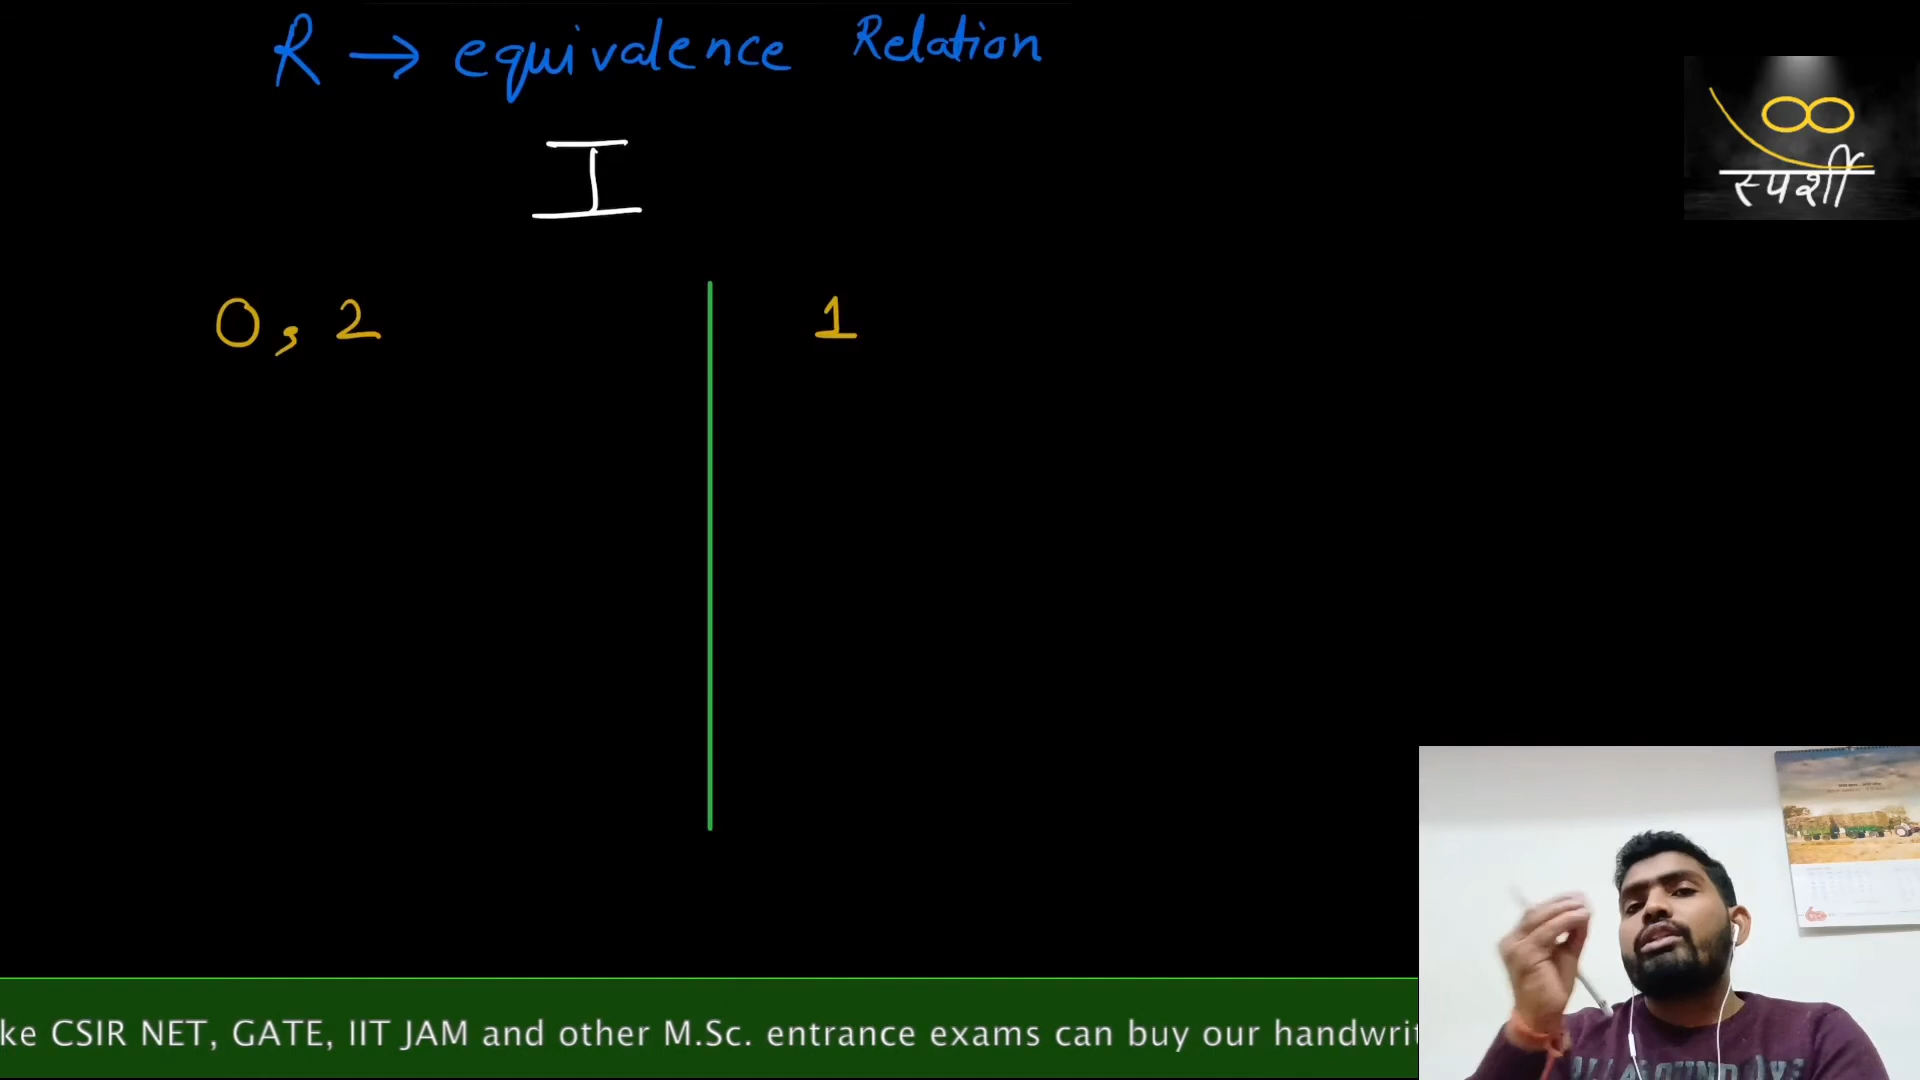 R → equivalence Relation
I
0, 2
1
स्पर्शी
ke CSIR NET, GATE, IIT JAM and other M.Sc. entrance exams can buy our handwrit